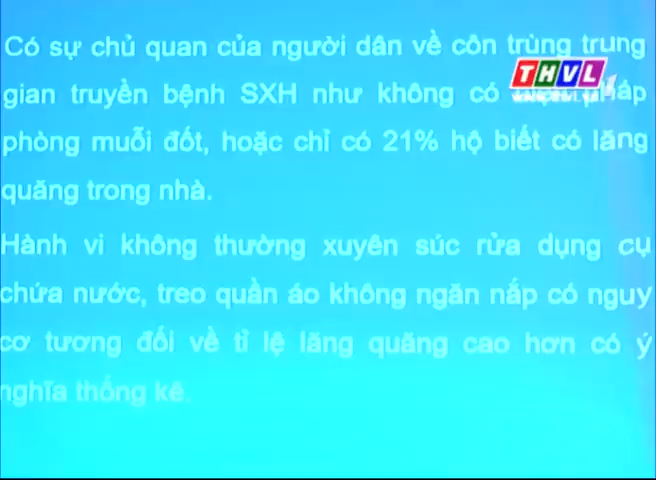 Có sự chủ quan của người dân về côn trùng trung
THVL1
gian truyền bệnh SXH như không có
phòng muỗi đốt, hoặc chỉ có 21% hộ biết có lăng
quăng trong nhà.
Hành vi không thường xuyên súc rửa dụng cụ
chứa nước, treo quần áo không ngăn nắp có nguy
cơ tương đối về tỉ lệ lăng quăng cao hơn có ý
nghĩa thống kê.